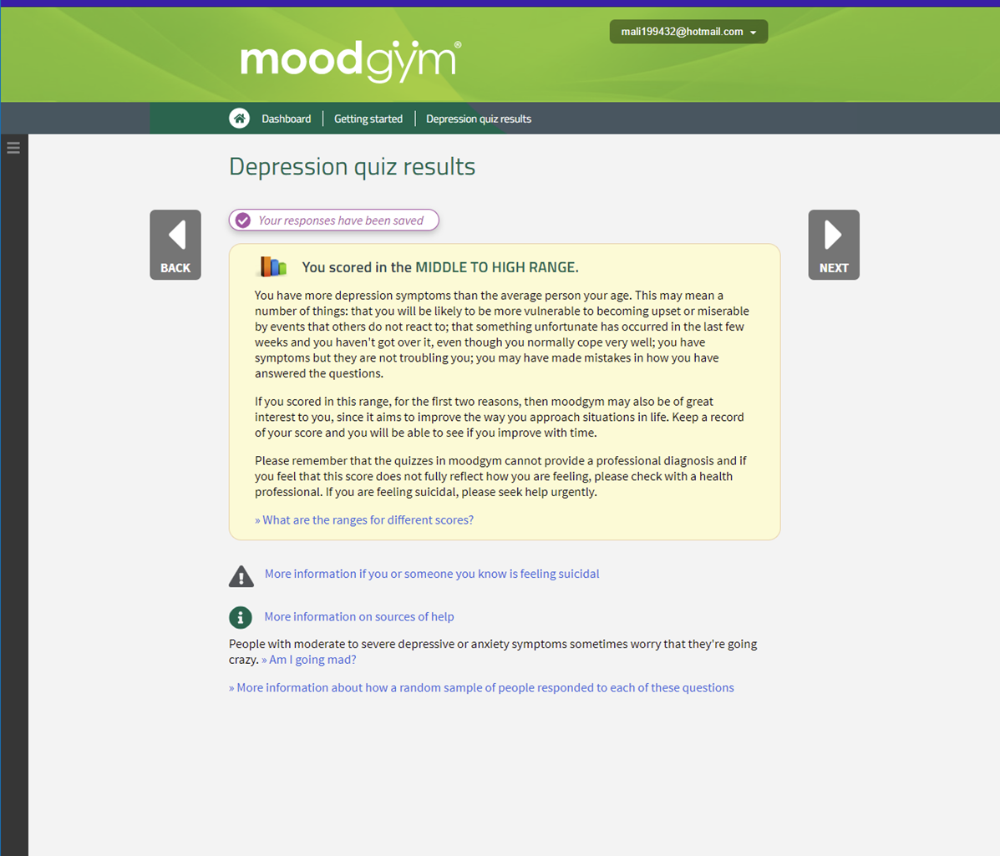 mali199432@hotmail.com
moodgym®
Dashboard
Getting started
Depression quiz results
Depression quiz results
Your responses have been saved
BACK
NEXT
You scored in the MIDDLE TO HIGH RANGE.
You have more depression symptoms than the average person your age. This may mean a
number of things: that you will be likely to be more vulnerable to becoming upset or miserable
by events that others do not react to; that something unfortunate has occurred in the last few
weeks and you haven't got over it, even though you normally cope very well; you have
symptoms but they are not troubling you; you may have made mistakes in how you have
answered the questions.
If you scored in this range, for the first two reasons, then moodgym may also be of great
interest to you, since it aims to improve the way you approach situations in life. Keep a record
of your score and you will be able to see if you improve with time.
Please remember that the quizzes in moodgym cannot provide a professional diagnosis and if
you feel that this score does not fully reflect how you are feeling, please check with a health
professional. If you are feeling suicidal, please seek help urgently.
» What are the ranges for different scores?
More information if you or someone you know is feeling suicidal
More information on sources of help
People with moderate to severe depressive or anxiety symptoms sometimes worry that they're going
crazy. » Am I going mad?
» More information about how a random sample of people responded to each of these questions